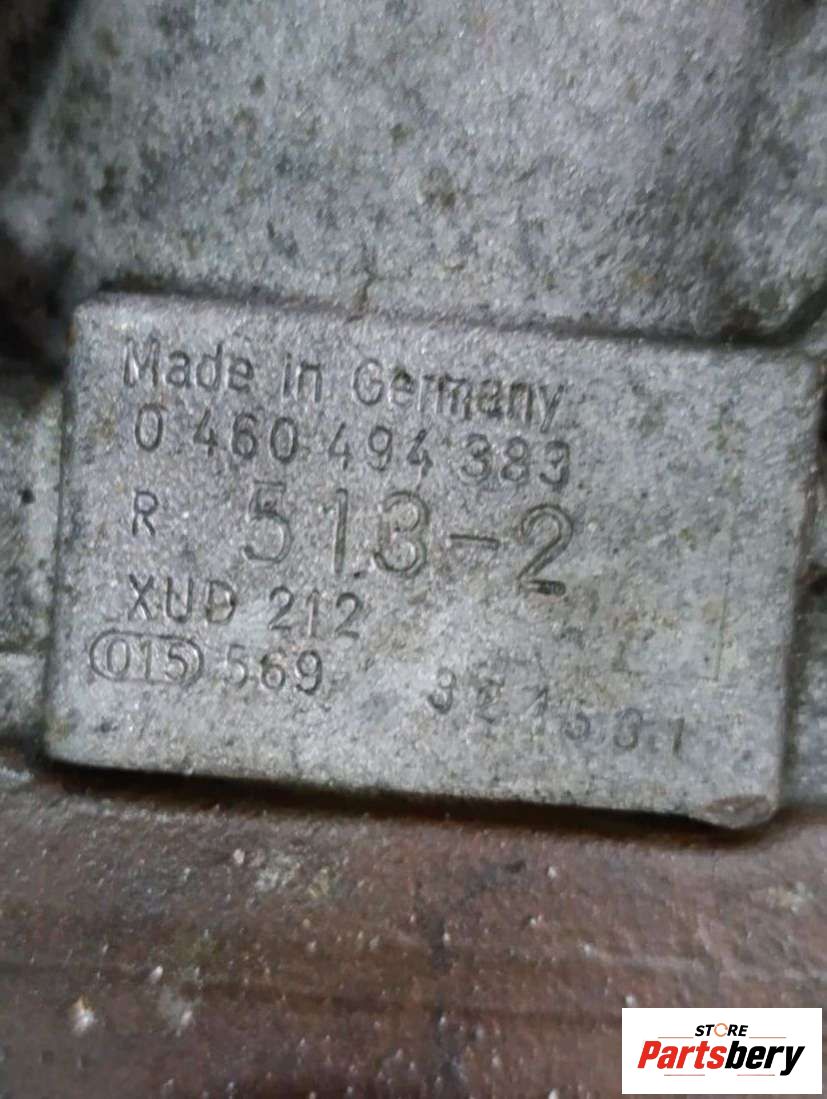 Made in Germany
0 460 494 383
R 513-2
XUD 212
015 569
STORE
Partsbery